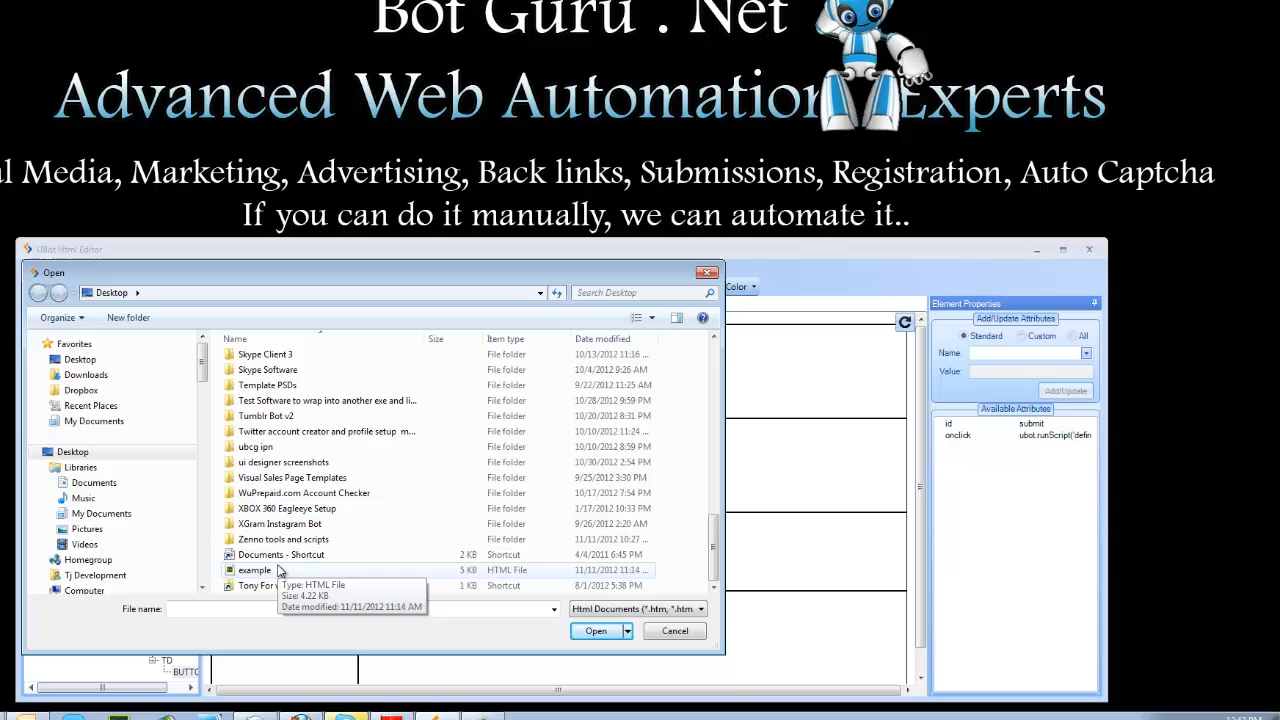 Bot Guru . Net
Advanced Web Automation Experts
al Media, Marketing, Advertising, Back links, Submissions, Registration, Auto Captcha
If you can do it manually, we can automate it..
UBot Html Editor
Open
Desktop
Search Desktop
Color
Organize
New folder
Element Properties
Add/Update Attributes
Standard Custom All
Name:
Value:
Add/Update
Available Attributes
id submit
onclick ubot.runScript('defin
Favorites
Desktop
Downloads
Dropbox
Recent Places
My Documents
Desktop
Libraries
Documents
Music
My Documents
Pictures
Videos
Homegroup
Tj Development
Computer
Name Size Item type Date modified
Skype Client 3 File folder 10/13/2012 11:16 ...
Skype Software File folder 10/4/2012 9:26 AM
Template PSDs File folder 9/22/2012 11:25 AM
Test Software to wrap into another edit and li... File folder 10/28/2012 9:59 PM
Tumblr Bot v2 File folder 10/20/2012 8:31 PM
Twitter account creator and profile setup m... File folder 10/10/2012 11:24 ...
ubcg ipn File folder 10/10/2012 8:59 PM
ui designer screenshots File folder 10/30/2012 2:54 PM
Visual Sales Page Templates File folder 9/25/2012 3:30 PM
WuPrepaid.com Account Checker File folder 10/17/2012 7:54 PM
XBOX 360 Eagleeye Setup File folder 1/17/2012 10:33 PM
XGram Instagram Bot File folder 9/26/2012 2:20 AM
Zenno tools and scripts File folder 11/11/2012 10:27 ...
Documents - Shortcut 2 KB Shortcut 4/4/2011 6:45 PM
example 5 KB HTML File 11/11/2012 11:14 ...
Tony For 1 KB Shortcut 8/1/2012 5:38 PM
Type: HTML File
Size: 4.22 KB
Date modified: 11/11/2012 11:14 AM
File name:
Html Documents (*.htm, *.htm
Open
Cancel
TD
BUTTO